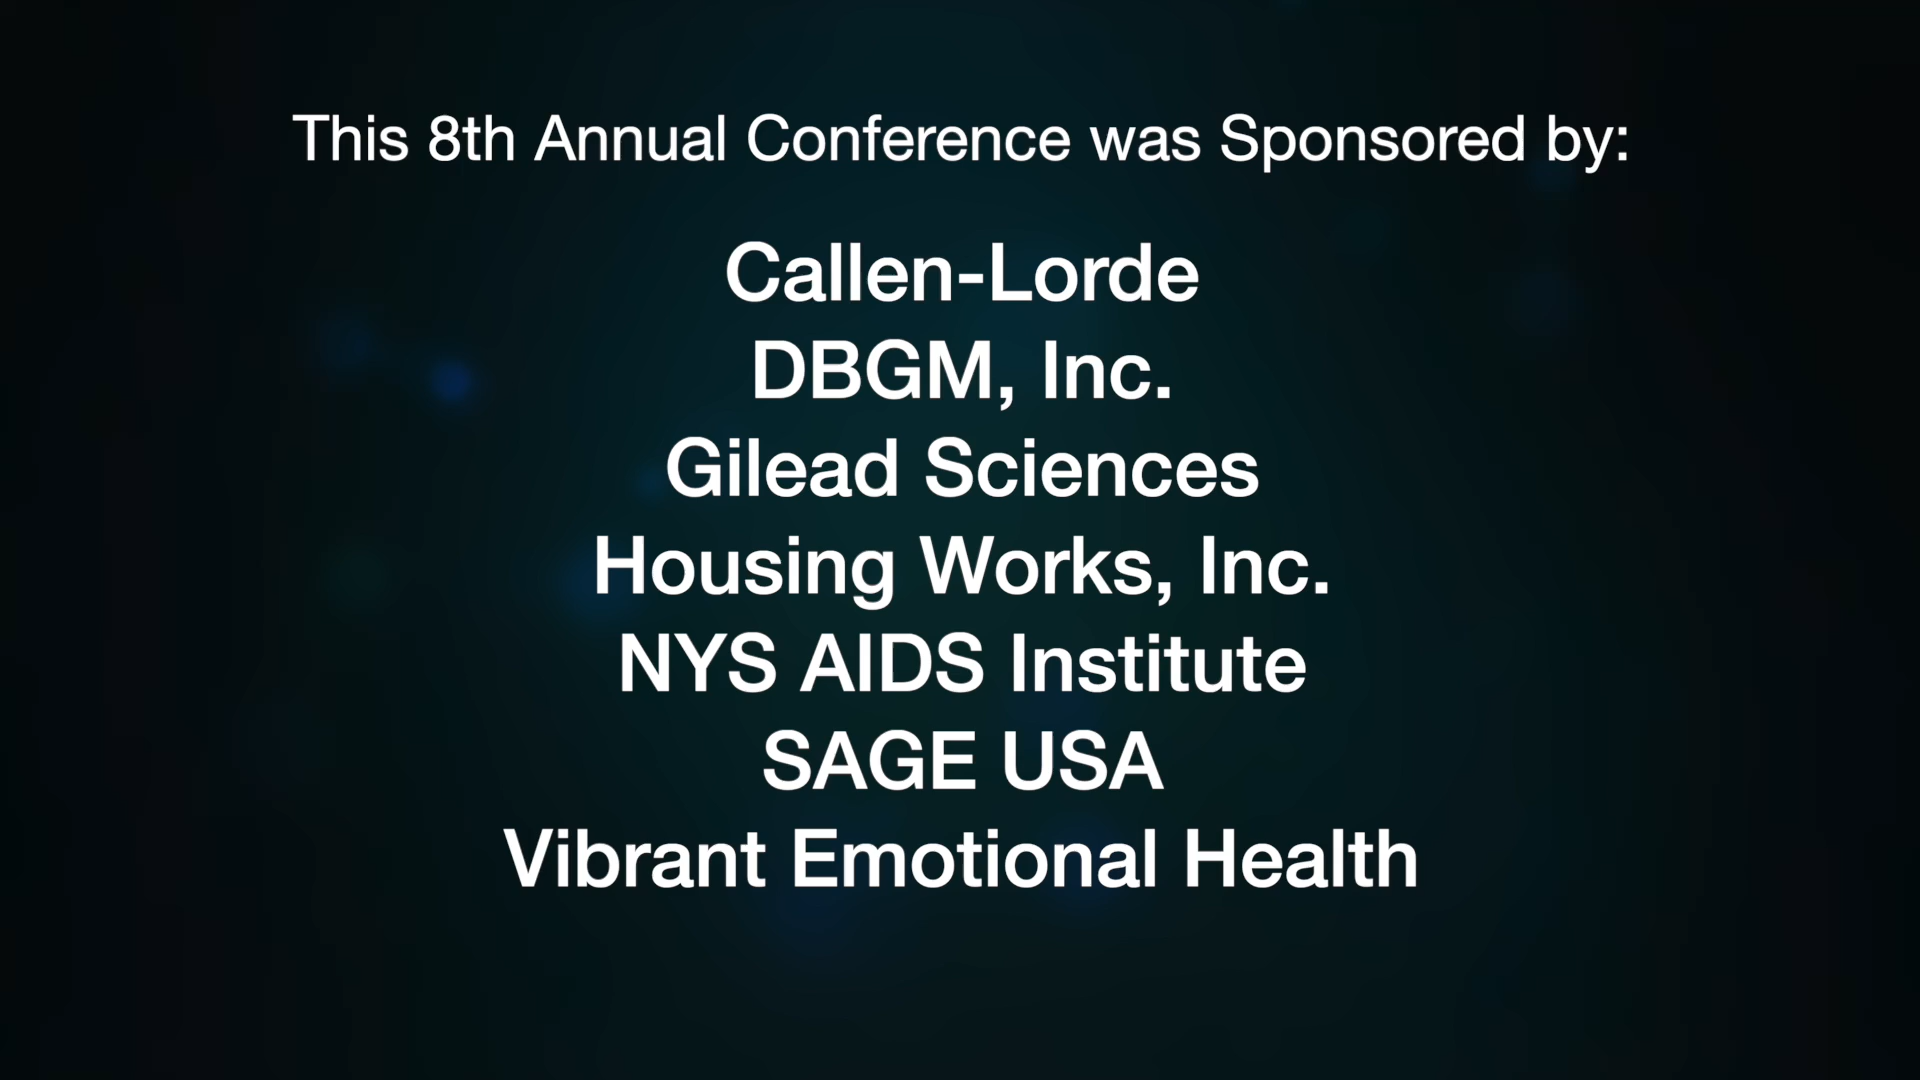 This 8th Annual Conference was Sponsored by:
Callen-Lorde
DBGM, Inc.
Gilead Sciences
Housing Works, Inc.
NYS AIDS Institute
SAGE USA
Vibrant Emotional Health